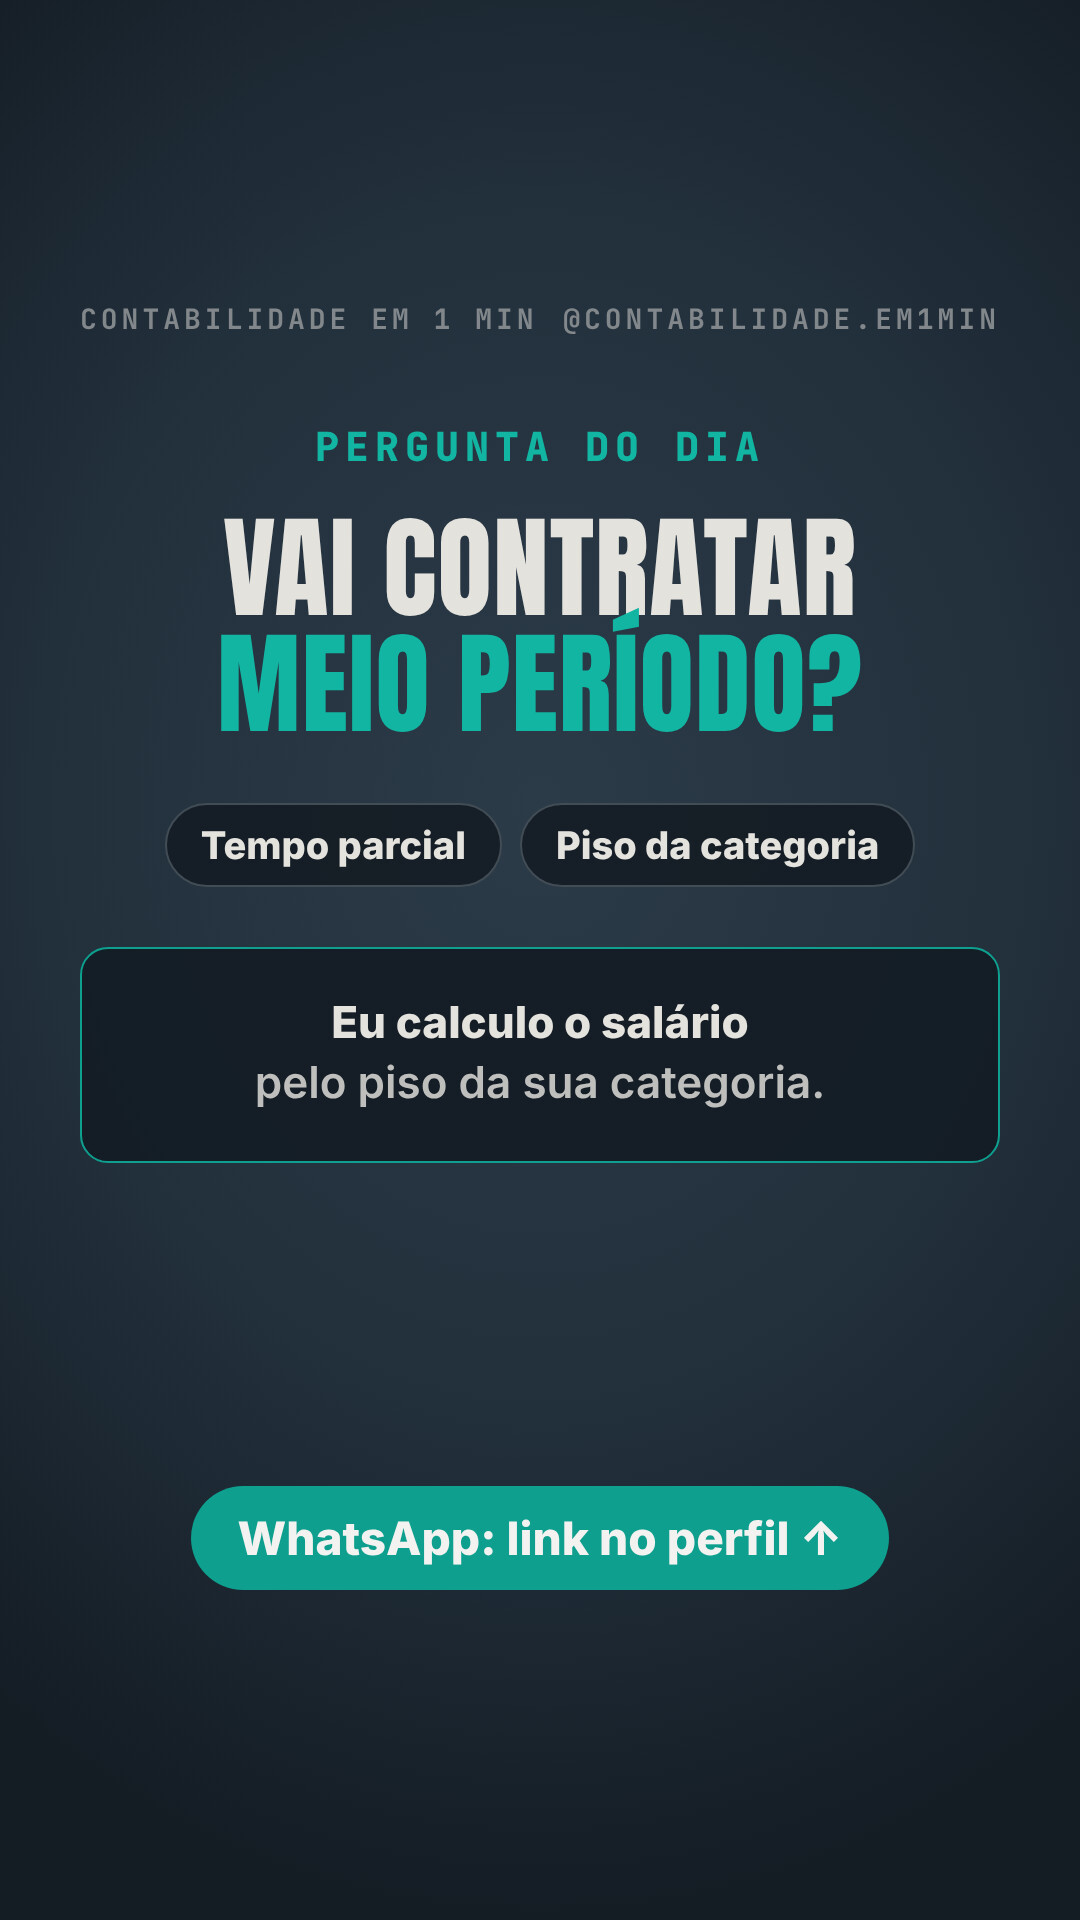 CONTABILIDADE EM 1 MIN @CONTABILIDADE.EM1MIN
PERGUNTA DO DIA
VAI CONTRATAR
MEIO PERÍODO?
Tempo parcial Piso da categoria
Eu calculo o salário
pelo piso da sua categoria.
WhatsApp: link no perfil ↑